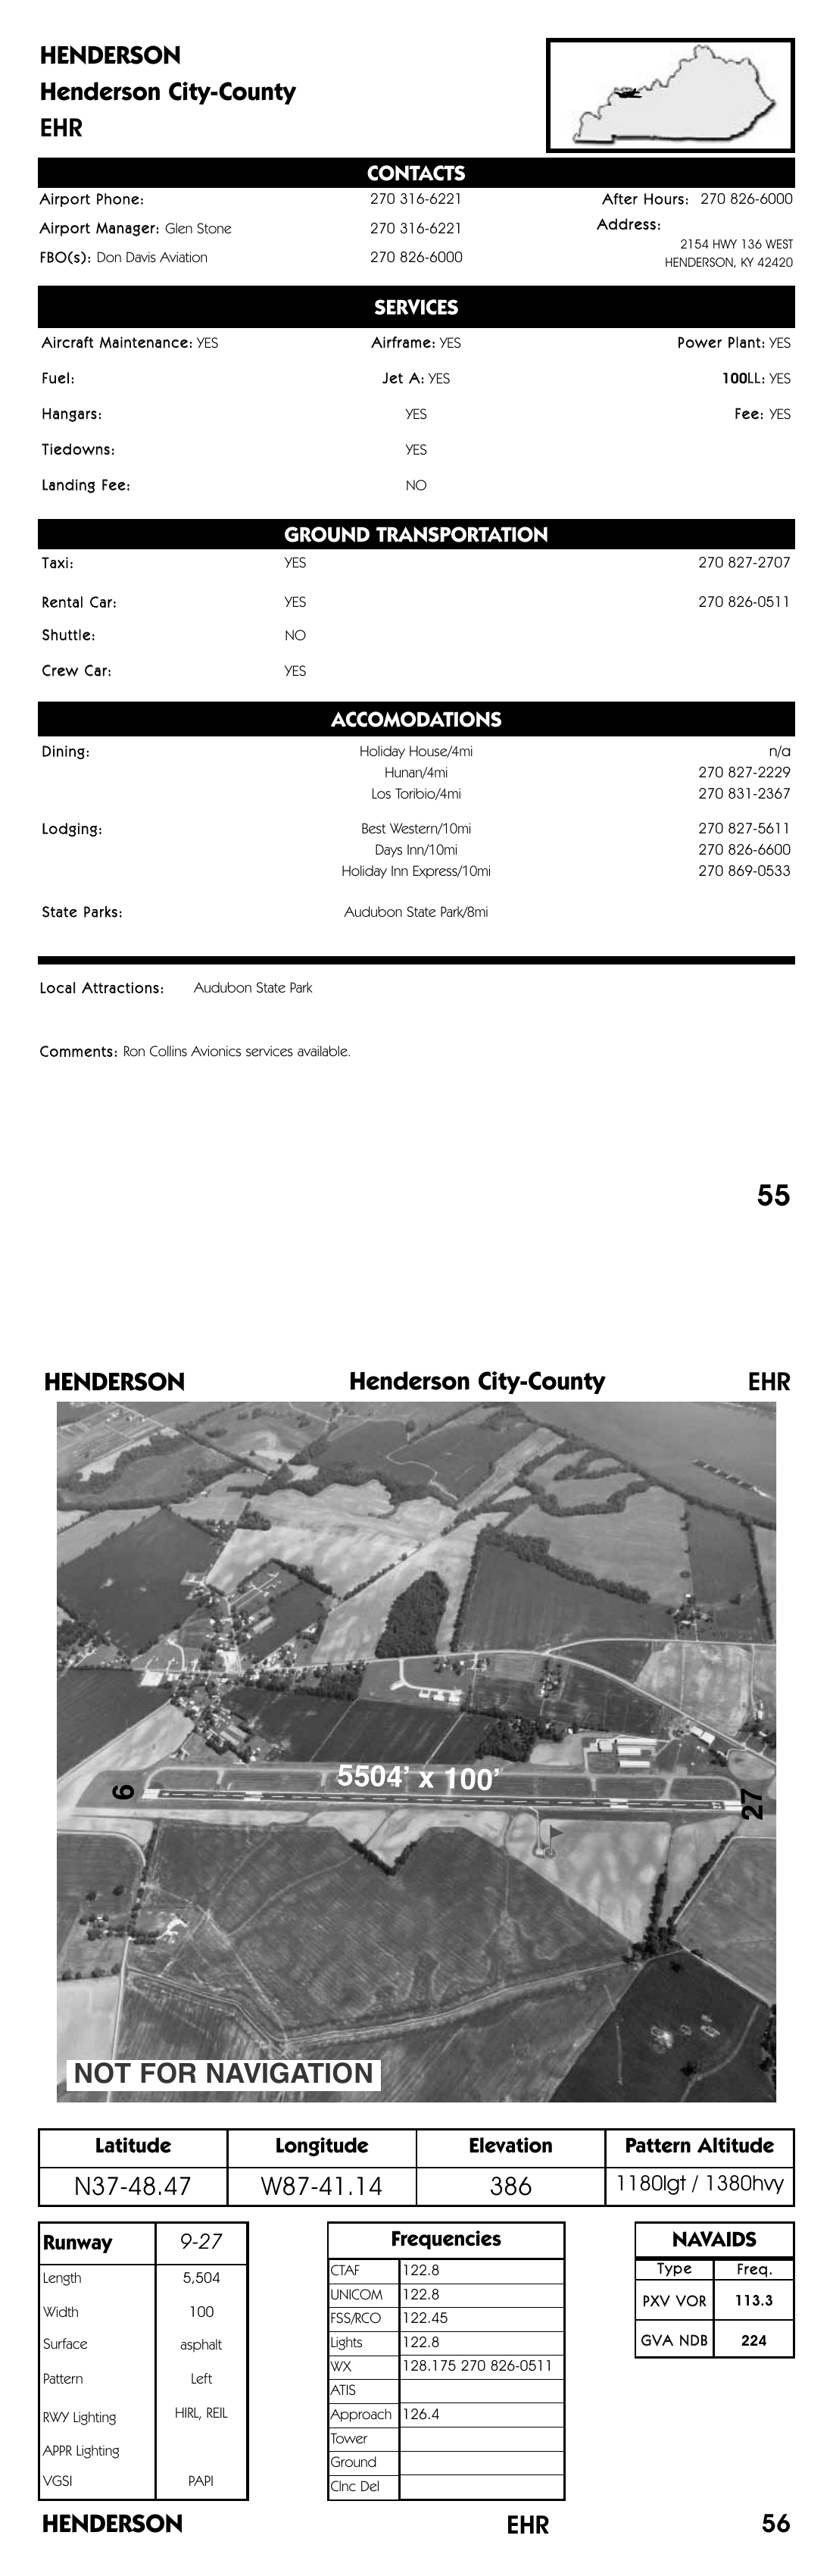 HENDERSON
Henderson City-County
EHR
CONTACTS
Airport Phone: 270 316-6221 After Hours: 270 826-6000
Airport Manager: Glen Stone 270 316-6221 Address:
2154 HWY 136 WEST
FBO(s): Don Davis Aviation 270 826-6000
HENDERSON, KY 42420
SERVICES
Aircraft Maintenance: YES Airframe: YES Power Plant: YES
Fuel: Jet A: YES 100LL: YES
Hangars: YES Fee: YES
Tiedowns: YES
Landing Fee: NO
GROUND TRANSPORTATION
Taxi: YES 270 827-2707
Rental Car: YES 270 826-0511
Shuttle: NO
Crew Car: YES
ACCOMODATIONS
Dining: Holiday House/4mi n/a
Hunan/4mi 270 827-2229
Los Toribio/4mi 270 831-2367
Lodging: Best Western/10mi 270 827-5611
Days Inn/10mi 270 826-6600
Holiday Inn Express/10mi 270 869-0533
State Parks: Audubon State Park/8mi
Local Attractions: Audubon State Park
Comments: Ron Collins Avionics services available.
55
HENDERSON Henderson City-County EHR
5504' x 100'
9
27
NOT FOR NAVIGATION
Latitude Longitude Elevation Pattern Altitude
N37-48.47 W87-41.14 386 1180lgt / 1380hvy
Runway 9-27
Length 5,504
Width 100
Surface asphalt
Pattern Left
RWY Lighting HIRL, REIL
APPR Lighting
VGSI PAPI
Frequencies
CTAF 122.8
UNICOM 122.8
FSS/RCO 122.45
Lights 122.8
WX 128.175 270 826-0511
ATIS
Approach 126.4
Tower
Ground
Clnc Del
NAVAIDS
Type Freq.
PXV VOR 113.3
GVA NDB 224
HENDERSON EHR 56